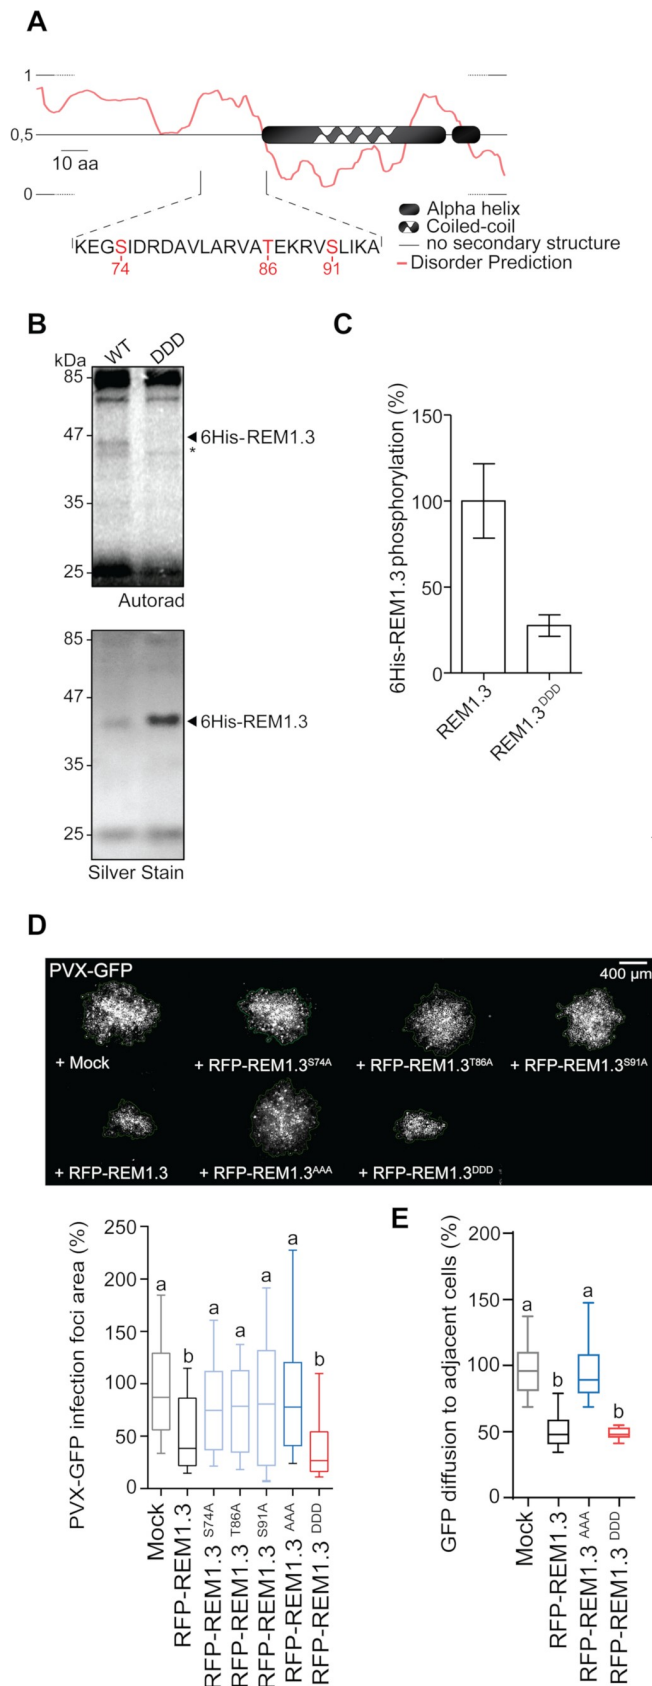 A
1
0,5
10 aa
0
Alpha helix
Coiled-coil
no secondary structure
Disorder Prediction
KEGSIDRDAVLARVATEKRVSLIKA
74 86 91
B
kDa
WT DDD
85
47
6His-REM1.3
*
35
25
Autorad
85
47
6His-REM1.3
35
25
Silver Stain
C
6His-REM1.3 phosphorylation (%)
150
100
50
0
REM1.3
REM1.3DDD
D
PVX-GFP
400 µm
+ Mock
+ RFP-REM1.3S74A
+ RFP-REM1.3T86A
+ RFP-REM1.3S91A
+ RFP-REM1.3
+ RFP-REM1.3AAA
+ RFP-REM1.3DDD
PVX-GFP infection foci area (%)
250
200
150
100
50
0
a
b
a
a
a
a
b
Mock
RFP-REM1.3
RFP-REM1.3 S74A
RFP-REM1.3 T86A
RFP-REM1.3 S91A
RFP-REM1.3 AAA
RFP-REM1.3 DDD
E
GFP diffusion to adjacent cells (%)
200
150
100
50
0
a
b
a
b
Mock
RFP-REM1.3
RFP-REM1.3 AAA
RFP-REM1.3 DDD